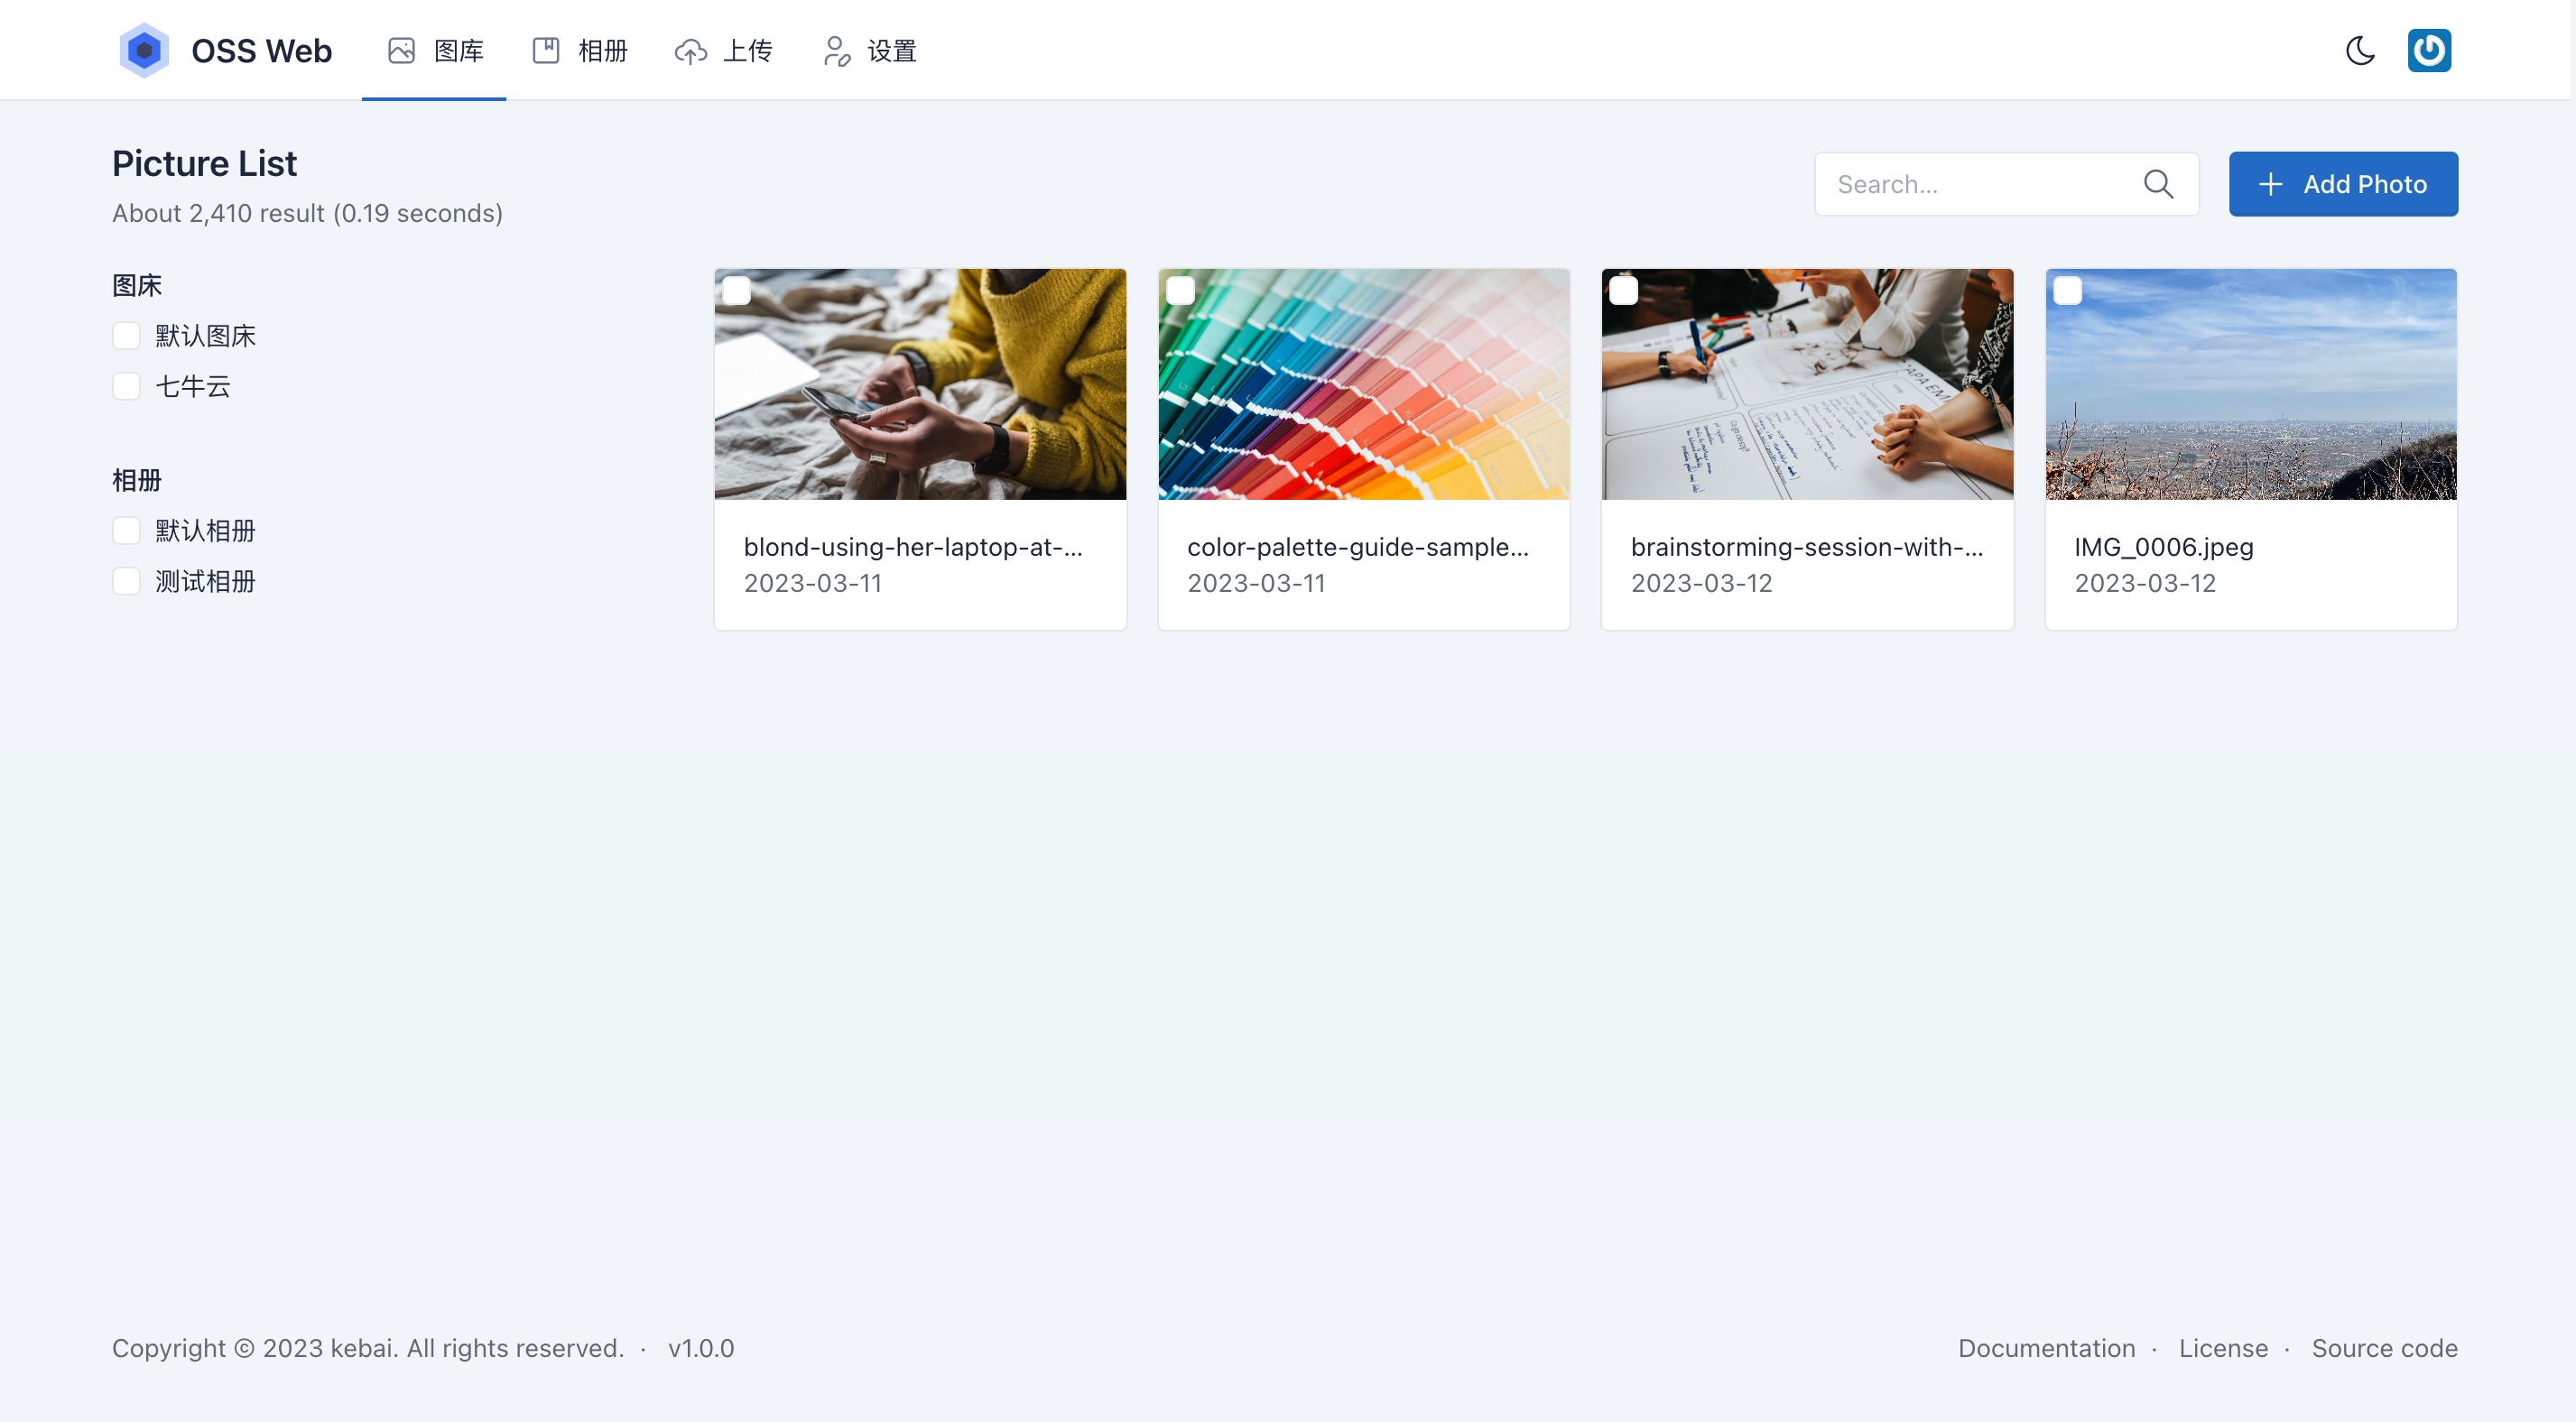 OSS Web
图库
相册
上传
设置
Picture List
About 2,410 result (0.19 seconds)
Search...
Add Photo
图床
默认图床
七牛云
相册
默认相册
测试相册
blond-using-her-laptop-at-...
2023-03-11
color-palette-guide-sample...
2023-03-11
brainstorming-session-with-...
2023-03-12
IMG_0006.jpeg
2023-03-12
Copyright © 2023 kebai. All rights reserved. · v1.0.0
Documentation · License · Source code